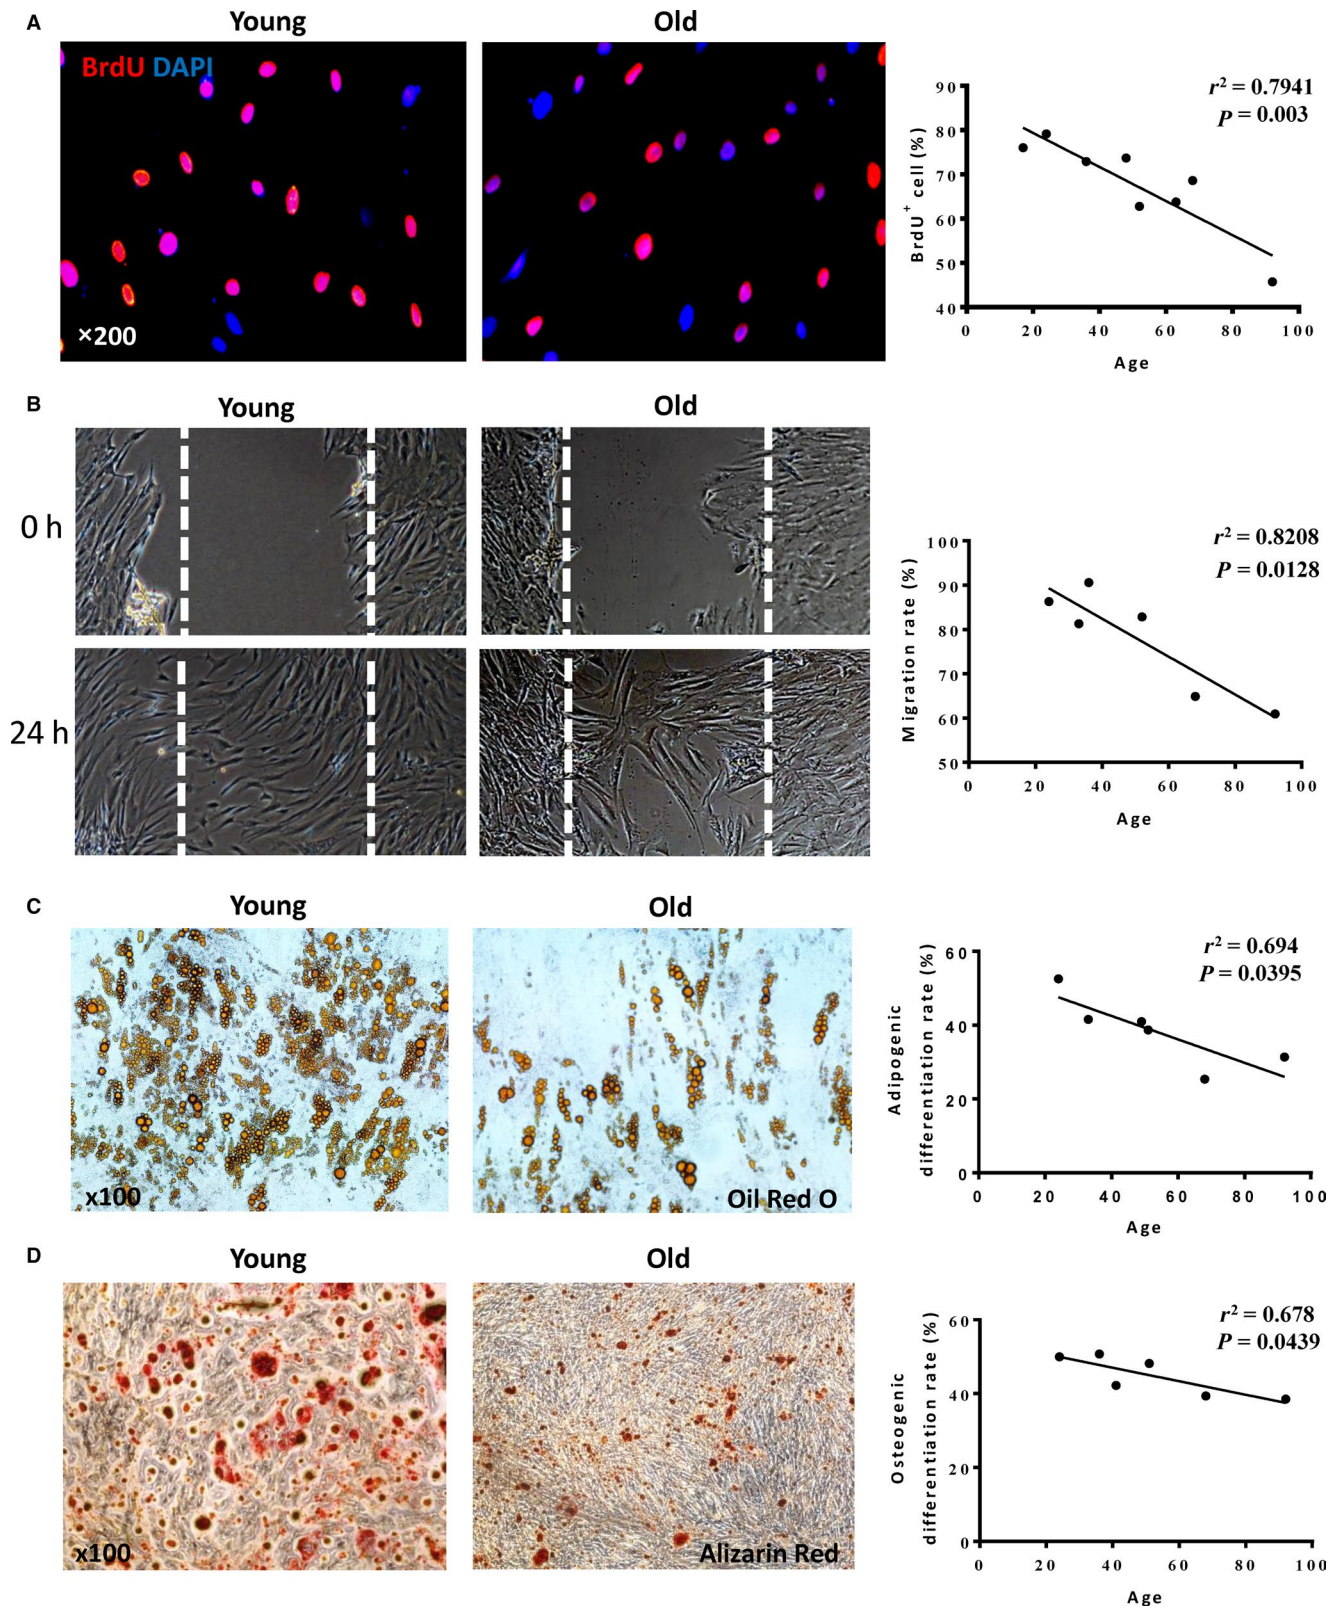 A
Young
Old
BrdU DAPI
×200
r² = 0.7941
P = 0.003
BrdU⁺ cell (%)
90
80
70
60
50
40
0 20 40 60 80 100
Age
B
Young
Old
0 h
24 h
r² = 0.8208
P = 0.0128
Migration rate (%)
100
90
80
70
60
50
0 20 40 60 80 100
Age
C
Young
Old
x100
Oil Red O
r² = 0.694
P = 0.0395
Adipogenic
differentiation rate (%)
60
40
20
0
0 20 40 60 80 100
Age
D
Young
Old
x100
Alizarin Red
r² = 0.678
P = 0.0439
Osteogenic
differentiation rate (%)
60
40
20
0
0 20 40 60 80 100
Age